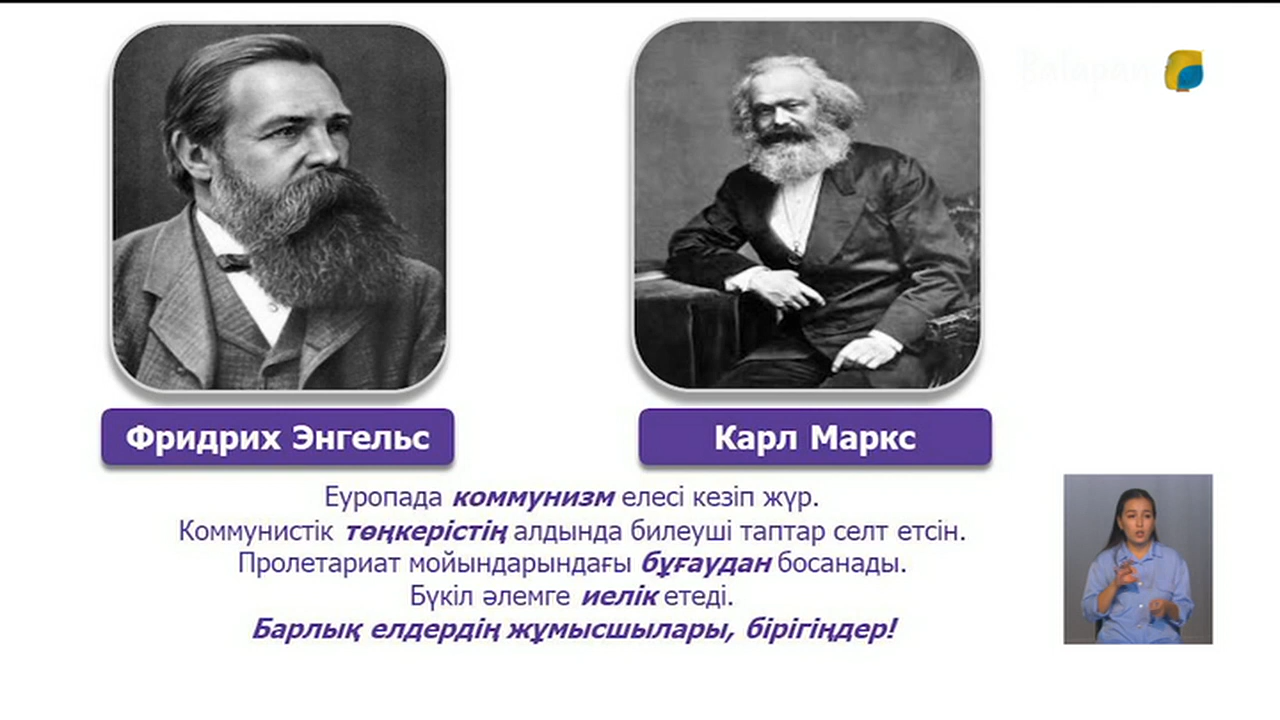 Balapan
Фридрих Энгельс
Карл Маркс
Еуропада коммунизм елесі кезіп жүр.
Коммунистік төңкерістің алдында билеуші таптар селт етсін.
Пролетариат мойындарындағы бұғаудан босанады.
Бүкіл әлемге иелік етеді.
Барлық елдердің жұмысшылары, бірігіңдер!